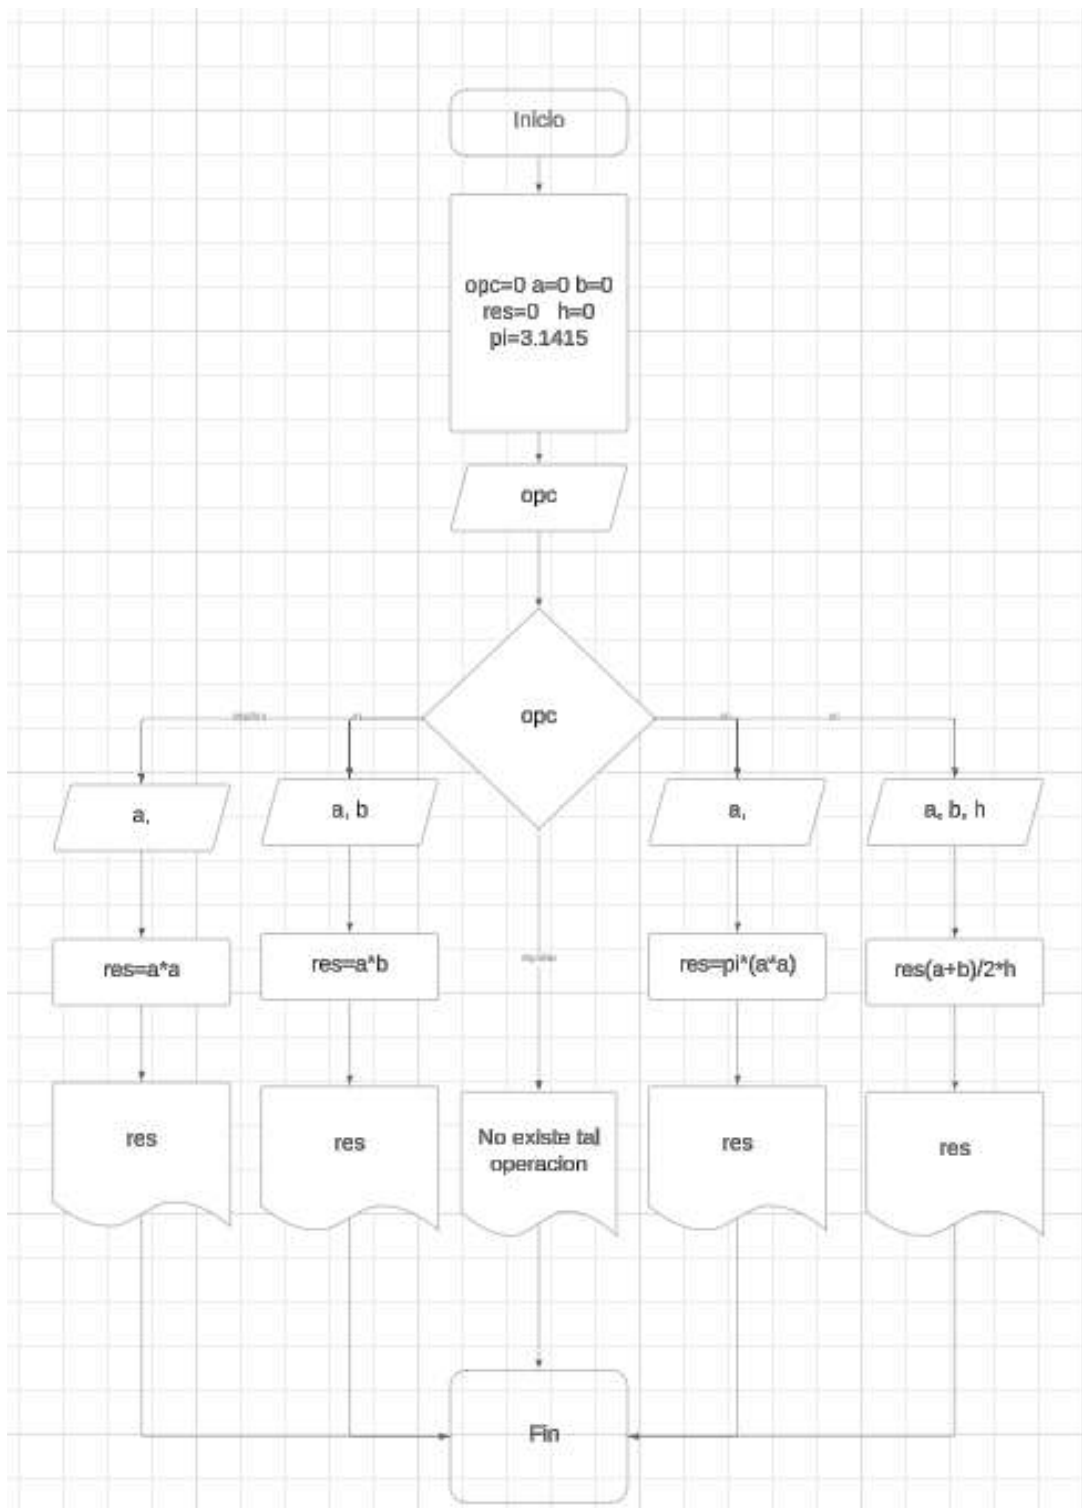 Inicio
opc=0 a=0 b=0
res=0 h=0
pi=3.1415
opc
opc
a,
a, b
a,
a, b, h
res=a*a
res=a*b
res=pi*(a*a)
res(a+b)/2*h
res
res
No existe tal
operacion
res
res
Fin